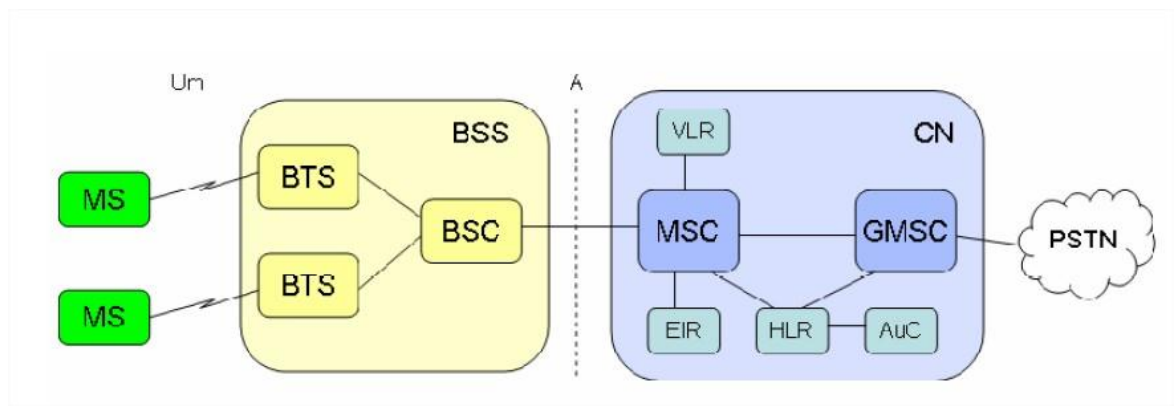 Um
A
BSS
CN
VLR
BTS
MS
BSC
MSC
GMSC
PSTN
BTS
MS
EIR
HLR
AuC